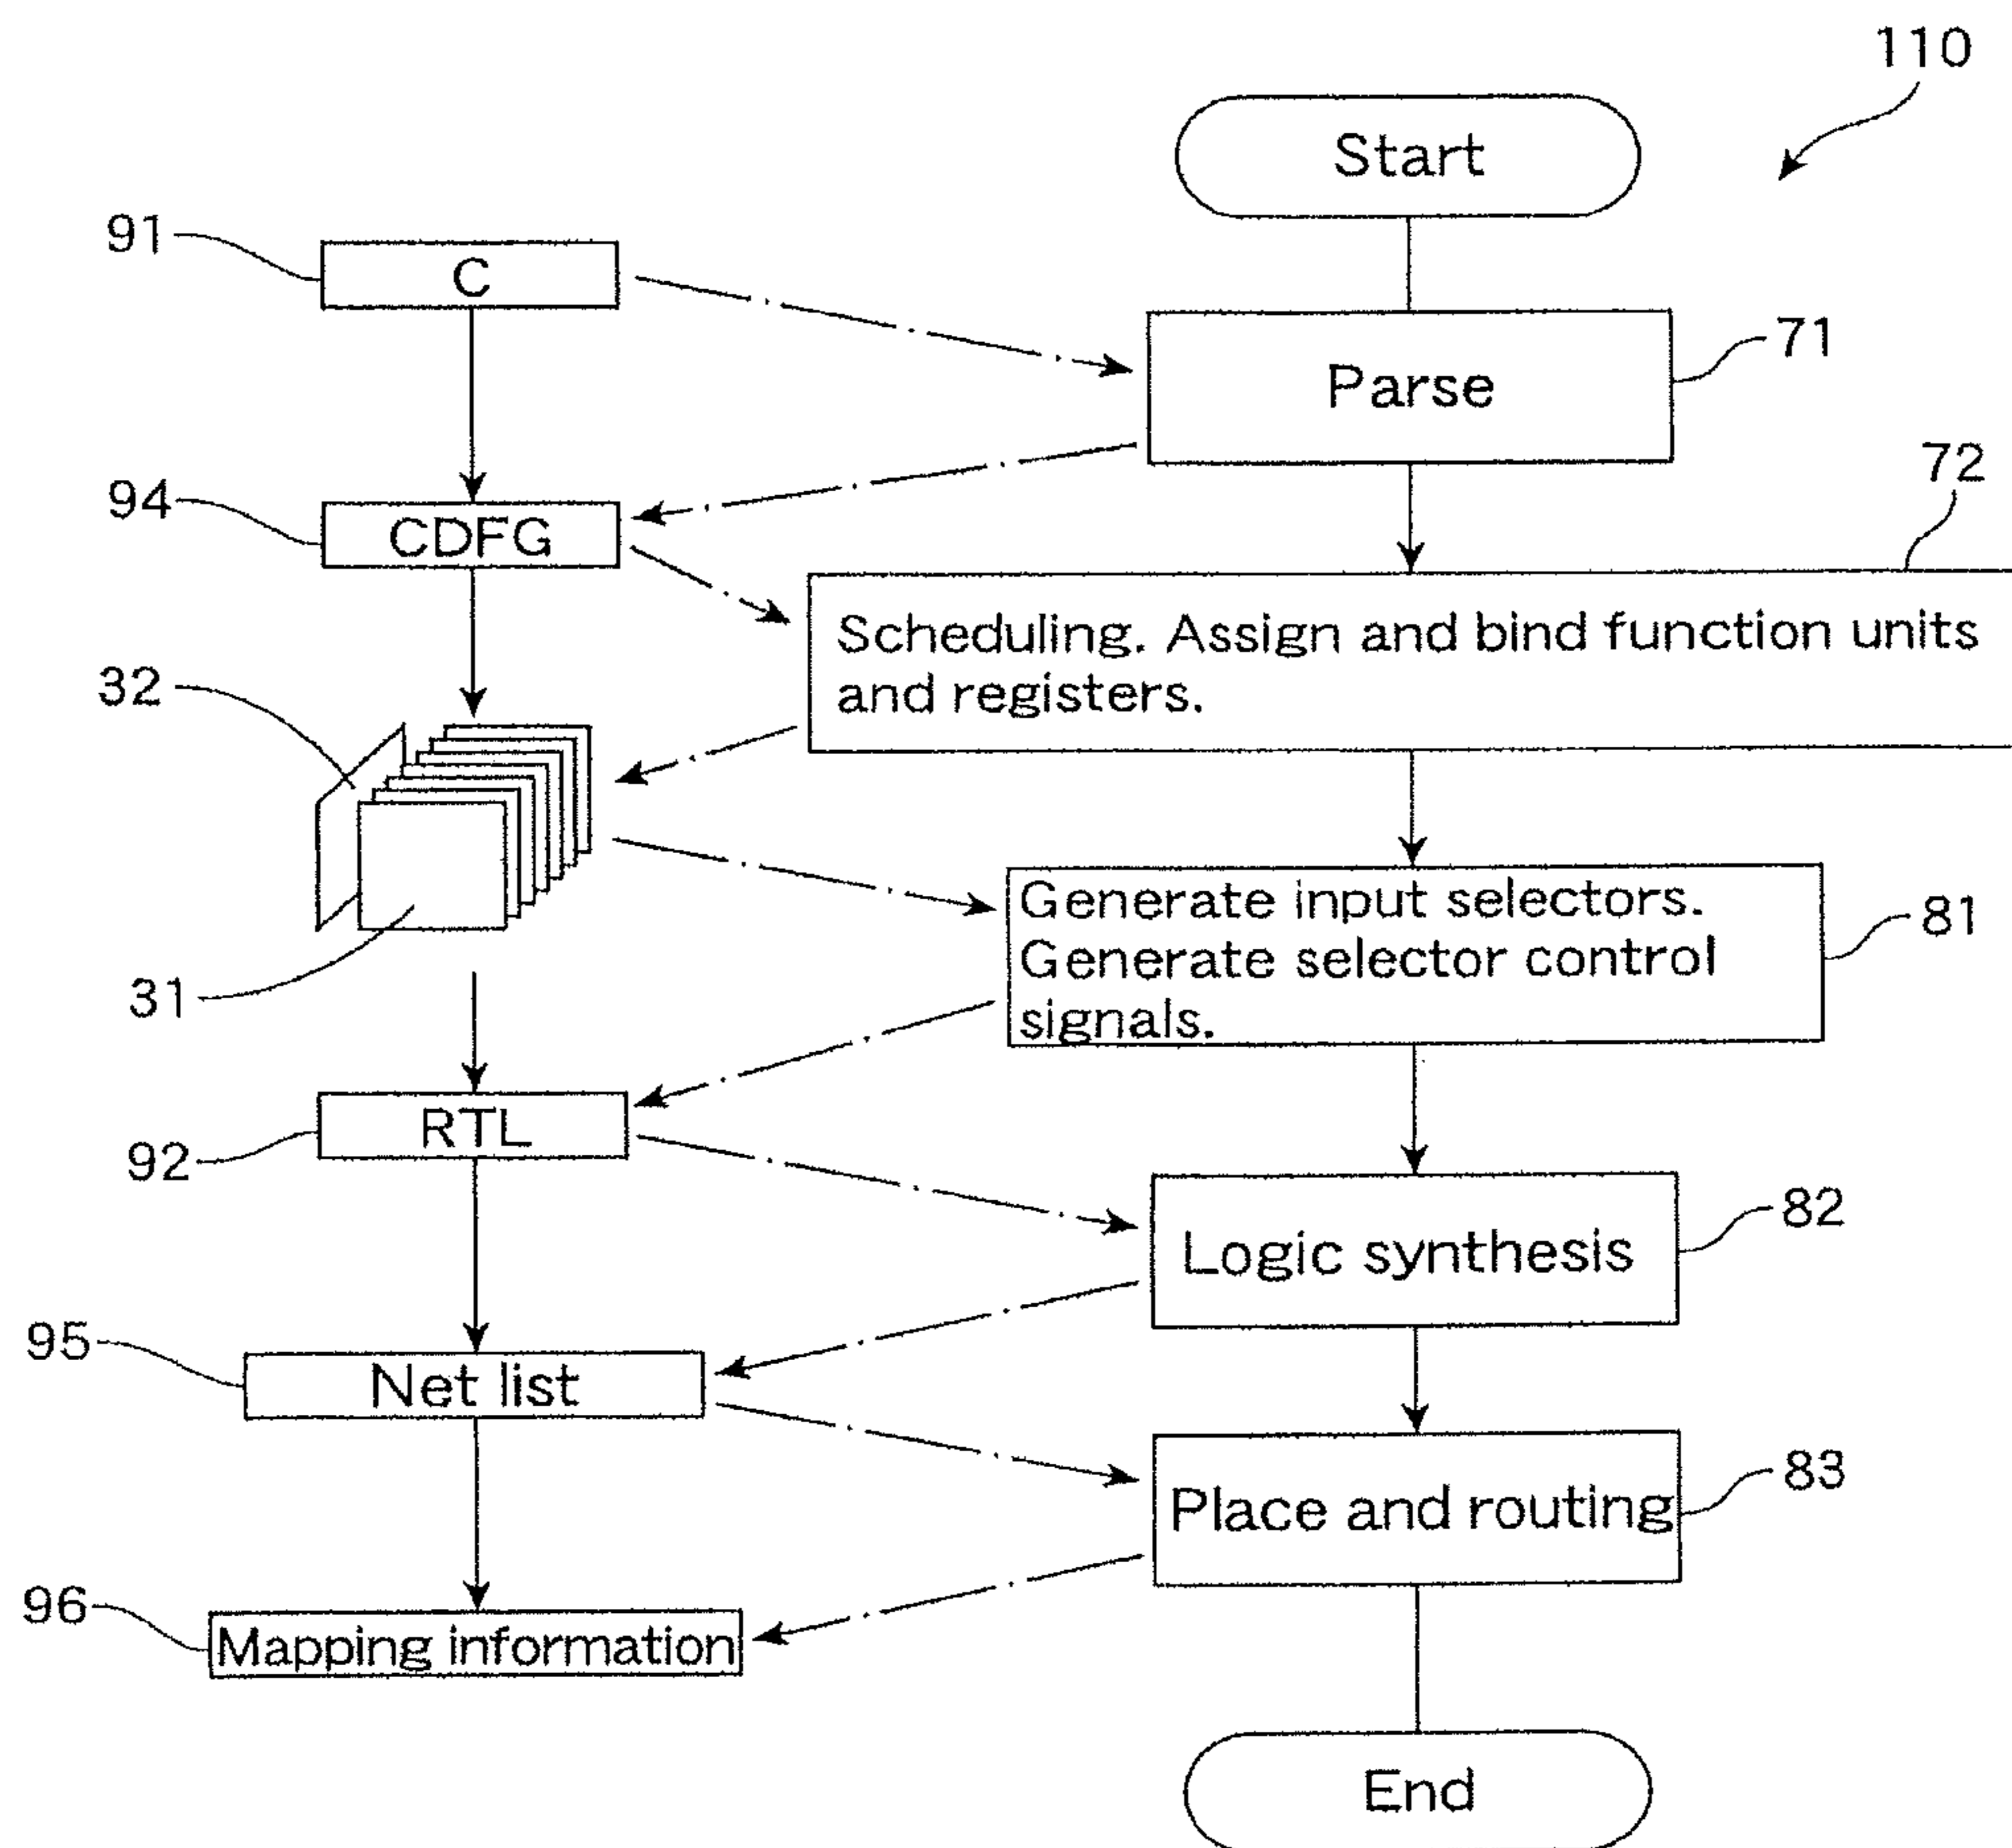 110
Start
91
C
71
Parse
72
94
CDFG
Scheduling. Assign and bind function units
and registers.
32
31
Generate input selectors.
Generate selector control
signals.
81
92
RTL
82
Logic synthesis
95
Net list
83
Place and routing
96
Mapping information
End